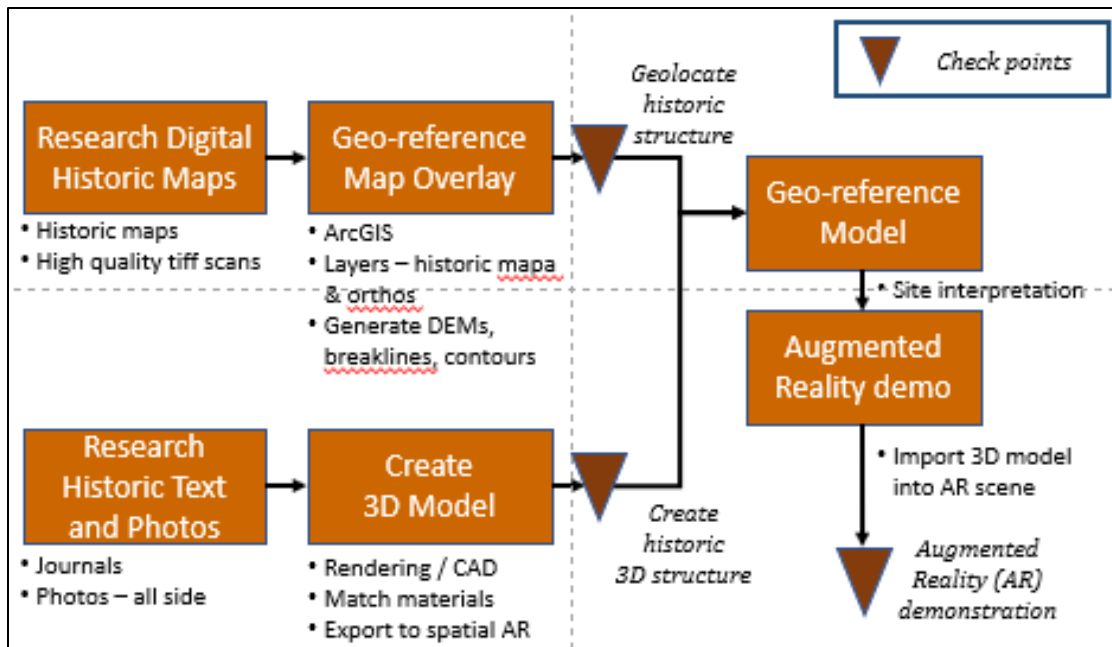 Check points
Geolocate
historic
structure
Research Digital
Historic Maps
Geo-reference
Map Overlay
Geo-reference
Model
• Historic maps
• High quality tiff scans
• ArcGIS
• Layers – historic mapa
& orthos
• Generate DEMs,
breaklines, contours
• Site interpretation
Augmented
Reality demo
Research
Historic Text
and Photos
Create
3D Model
• Import 3D model
into AR scene
Create
historic
3D structure
• Journals
• Photos – all side
• Rendering / CAD
• Match materials
• Export to spatial AR
Augmented
Reality (AR)
demonstration